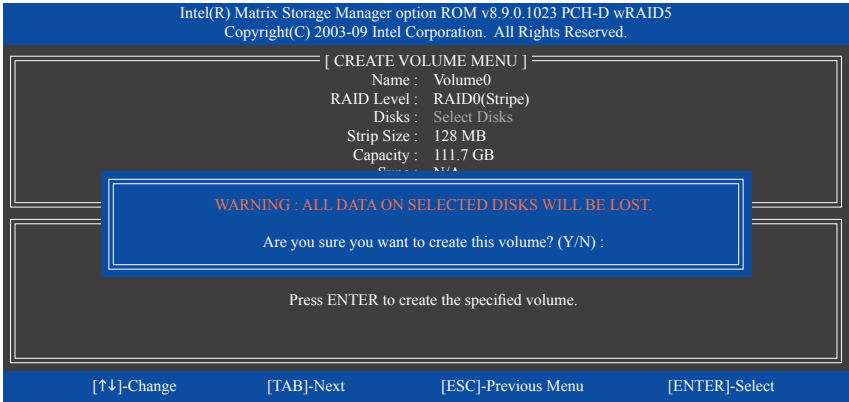 Intel(R) Matrix Storage Manager option ROM v8.9.0.1023 PCH-D wRAID5
Copyright(C) 2003-09 Intel Corporation. All Rights Reserved.
[ CREATE VOLUME MENU ]
Name : Volume0
RAID Level : RAID0(Stripe)
Disks : Select Disks
Strip Size : 128 MB
Capacity : 111.7 GB
N/A
WARNING : ALL DATA ON SELECTED DISKS WILL BE LOST.
Are you sure you want to create this volume? (Y/N) :
Press ENTER to create the specified volume.
[↑↓]-Change [TAB]-Next [ESC]-Previous Menu [ENTER]-Select